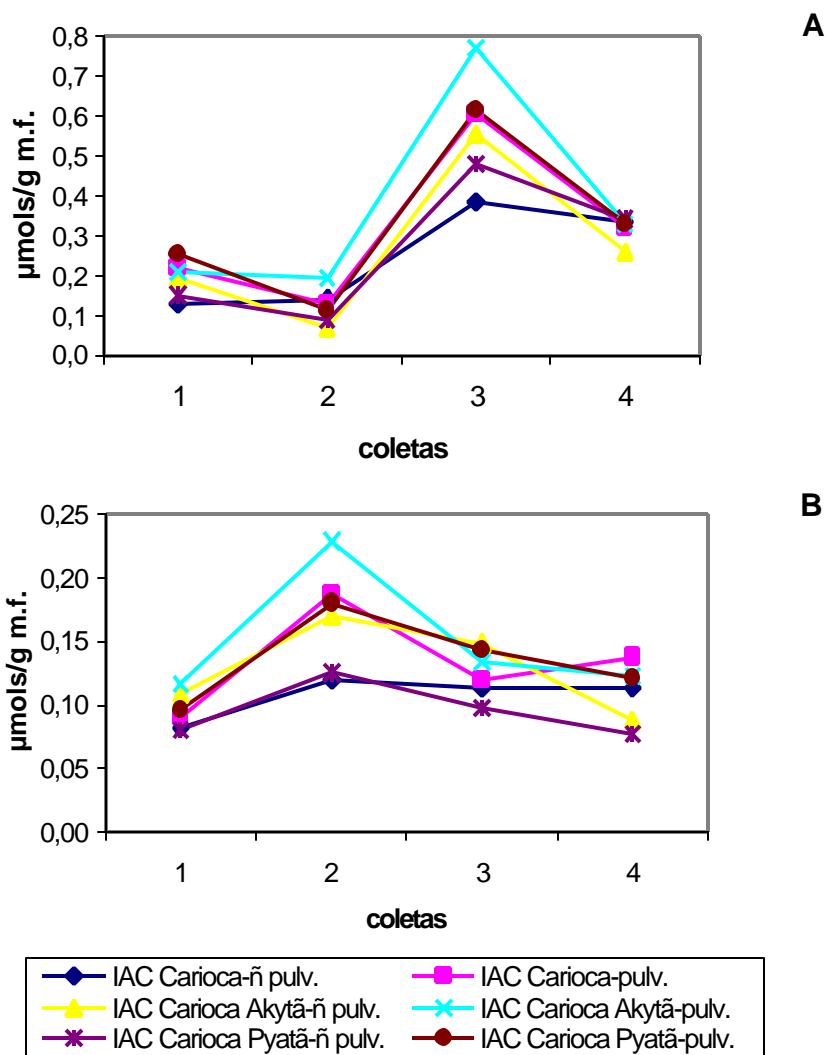 A
0,8
0,7
0,6
0,5
0,4
0,3
0,2
0,1
0,0
µmols/g m.f.
1 2 3 4
coletas
B
0,25
0,20
0,15
0,10
0,05
0,00
µmols/g m.f.
1 2 3 4
coletas
IAC Carioca-ñ pulv. IAC Carioca-pulv.
IAC Carioca Akytã-ñ pulv. IAC Carioca Akytã-pulv.
IAC Carioca Pyatã-ñ pulv. IAC Carioca Pyatã-pulv.